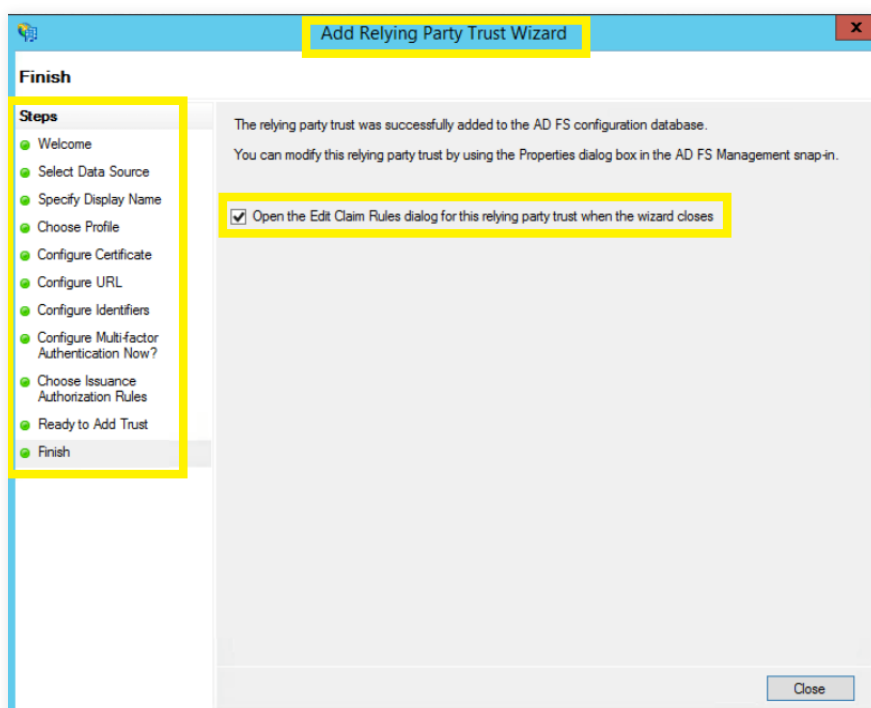 Add Relying Party Trust Wizard
x
Finish
Steps
Welcome
Select Data Source
Specify Display Name
Choose Profile
Configure Certificate
Configure URL
Configure Identifiers
Configure Multi-factor
Authentication Now?
Choose Issuance
Authorization Rules
Ready to Add Trust
Finish
The relying party trust was successfully added to the AD FS configuration database.
You can modify this relying party trust by using the Properties dialog box in the AD FS Management snap-in.
Open the Edit Claim Rules dialog for this relying party trust when the wizard closes
Close